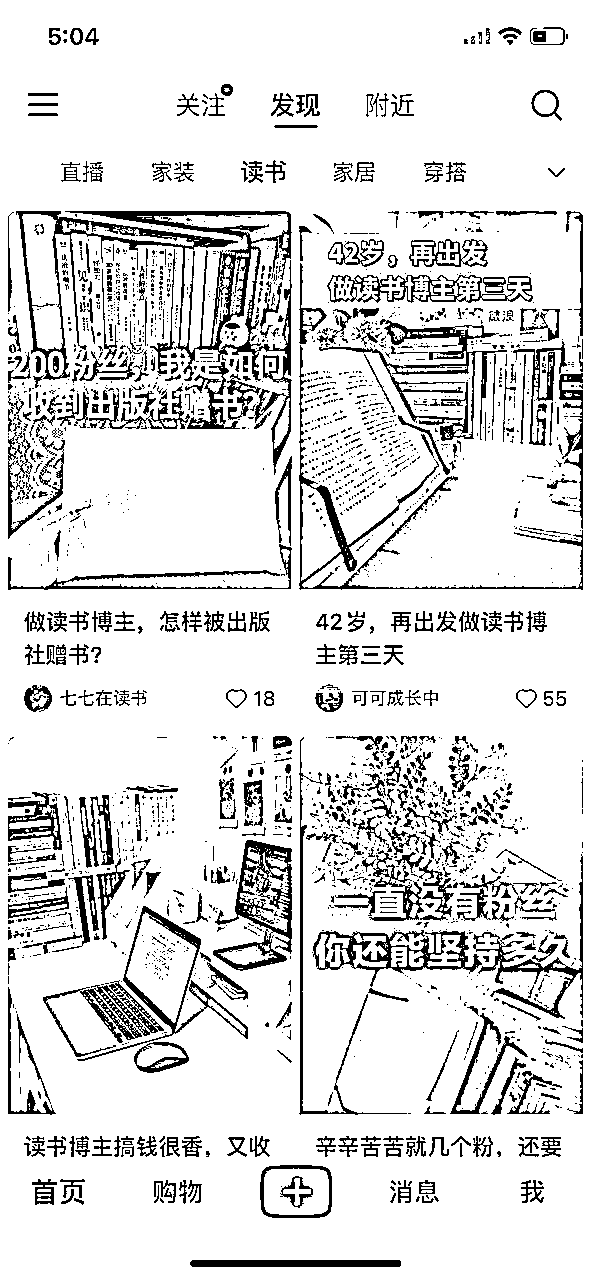 5:04
关注 发现 附近
直播 家装 读书 家居 穿搭
200粉丝，我是如何
收到出版社赠书？
做读书博主，怎样被出版
社赠书？
七七在读书 18
42岁，再出发
做读书博主第三天
42岁，再出发做读书博
主第三天
可可成长中 55
读书博主搞钱很香，又收
一直没有粉丝
你还能坚持多久
辛辛苦苦就几个粉，还要
首页 购物 消息 我